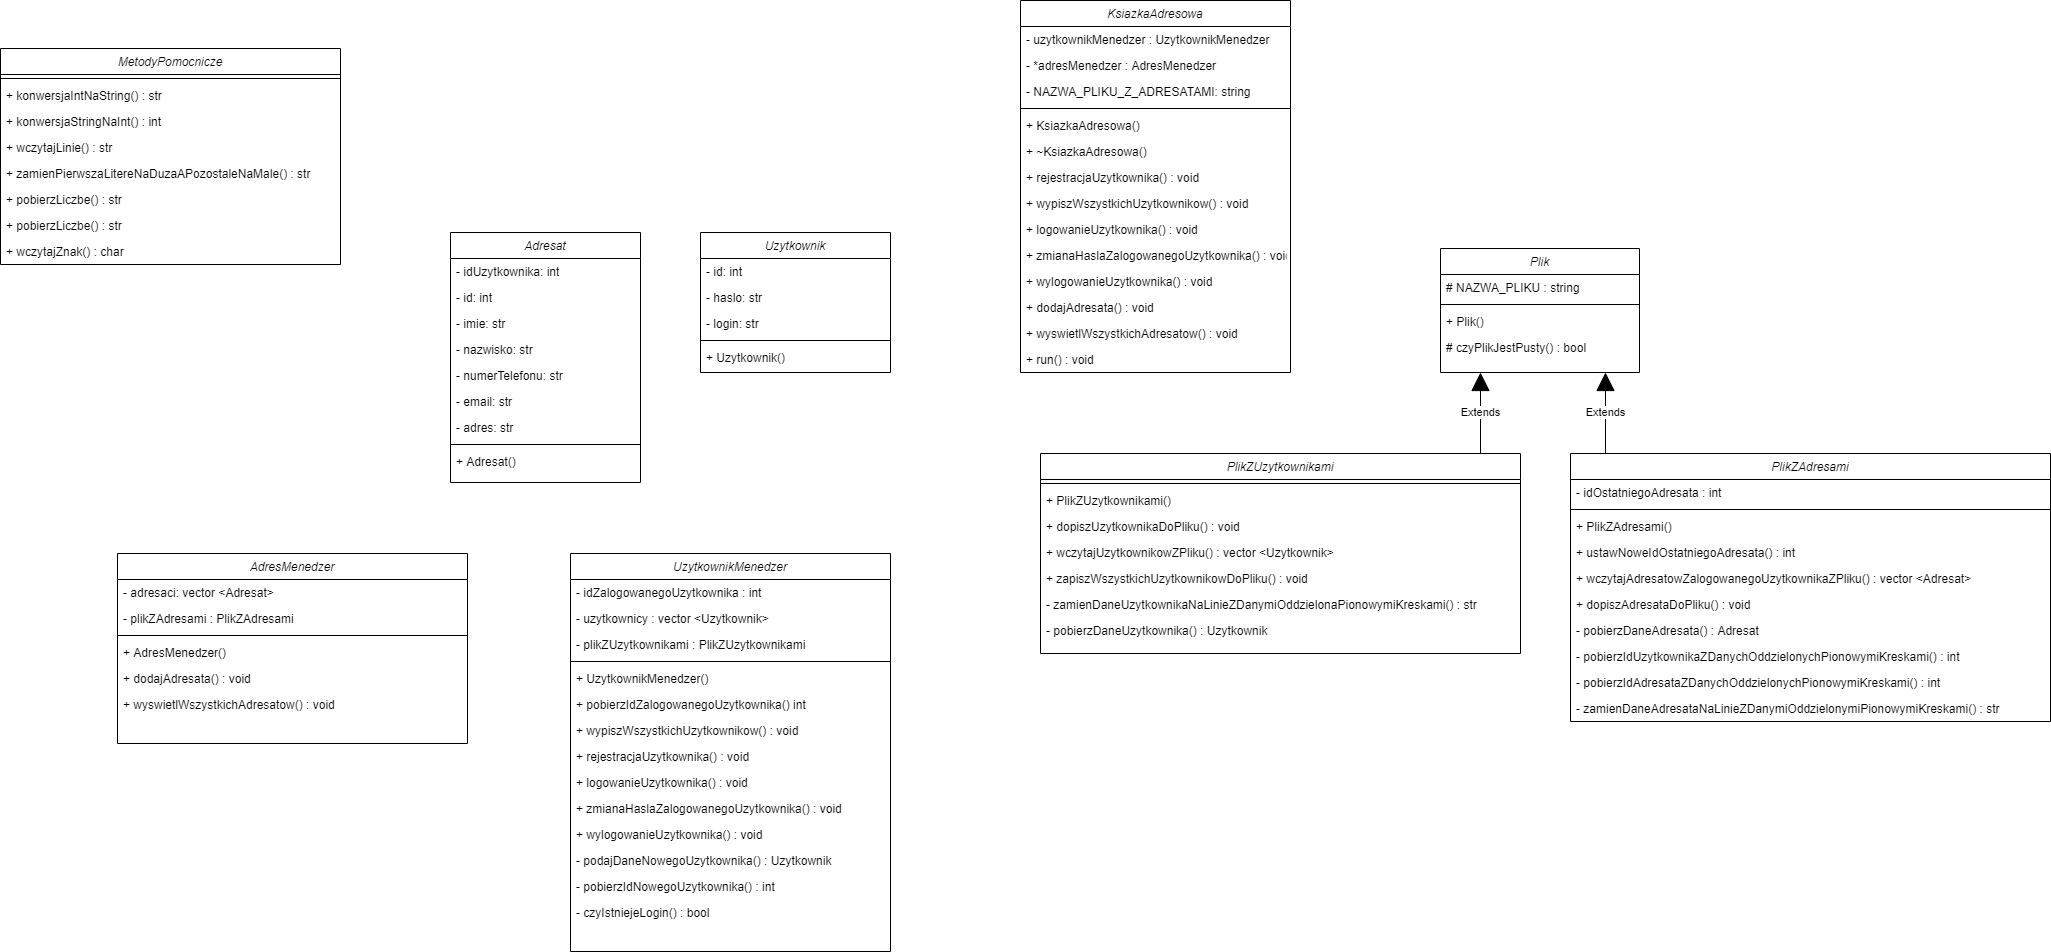 MetodyPomocnicze
+ konwersjaIntNaString() : str
+ konwersjaStringNaInt() : int
+ wczytajLinie() : str
+ zamienPierwszaLitereNaDuzaAPozostaleNaMale() : str
+ pobierzLiczbe() : str
+ pobierzLiczbe() : str
+ wczytajZnak() : char
Adresat
- idUzytkownika: int
- id: int
- imie: str
- nazwisko: str
- numerTelefonu: str
- email: str
- adres: str
+ Adresat()
Uzytkownik
- id: int
- haslo: str
- login: str
+ Uzytkownik()
KsiazkaAdresowa
- uzytkownikMenedzer : UzytkownikMenedzer
- *adresMenedzer : AdresMenedzer
- NAZWA_PLIKU_Z_ADRESATAMI: string
+ KsiazkaAdresowa()
+ ~KsiazkaAdresowa()
+ rejestracjaUzytkownika() : void
+ wypiszWszystkichUzytkownikow() : void
+ logowanieUzytkownika() : void
+ zmianaHaslaZalogowanegoUzytkownika() : voi
+ wylogowanieUzytkownika() : void
+ dodajAdresata() : void
+ wyswietlWszystkichAdresatow() : void
+ run() : void
Plik
# NAZWA_PLIKU : string
+ Plik()
# czyPlikJestPusty() : bool
Extends
Extends
PlikZUzytkownikami
+ PlikZUzytkownikami()
+ dopiszUzytkownikaDoPliku() : void
+ wczytajUzytkownikowZPliku() : vector <Uzytkownik>
+ zapiszWszystkichUzytkownikowDoPliku() : void
- zamienDaneUzytkownikaNaLinieZDanymiOddzielonaPionowymiKreskami() : str
- pobierzDaneUzytkownika() : Uzytkownik
PlikZAdresami
- idOstatniegoAdresata : int
+ PlikZAdresami()
+ ustawNoweIdOstatniegoAdresata() : int
+ wczytajAdresatowZalogowanegoUzytkownikaZPliku() : vector <Adresat>
+ dopiszAdresataDoPliku() : void
- pobierzDaneAdresata() : Adresat
- pobierzIdUzytkownikaZDanychOddzielonychPionowymiKreskami() : int
- pobierzIdAdresataZDanychOddzielonychPionowymiKreskami() : int
- zamienDaneAdresataNaLinieZDanymiOddzielonymiPionowymiKreskami() : str
AdresMenedzer
- adresaci: vector <Adresat>
- plikZAdresami : PlikZAdresami
+ AdresMenedzer()
+ dodajAdresata() : void
+ wyswietlWszystkichAdresatow() : void
UzytkownikMenedzer
- idZalogowanegoUzytkownika : int
- uzytkownicy : vector <Uzytkownik>
- plikZUzytkownikami : PlikZUzytkownikami
+ UzytkownikMenedzer()
+ pobierzIdZalogowanegoUzytkownika() int
+ wypiszWszystkichUzytkownikow() : void
+ rejestracjaUzytkownika() : void
+ logowanieUzytkownika() : void
+ zmianaHaslaZalogowanegoUzytkownika() : void
+ wylogowanieUzytkownika() : void
- podajDaneNowegoUzytkownika() : Uzytkownik
- pobierzIdNowegoUzytkownika() : int
- czyIstniejeLogin() : bool